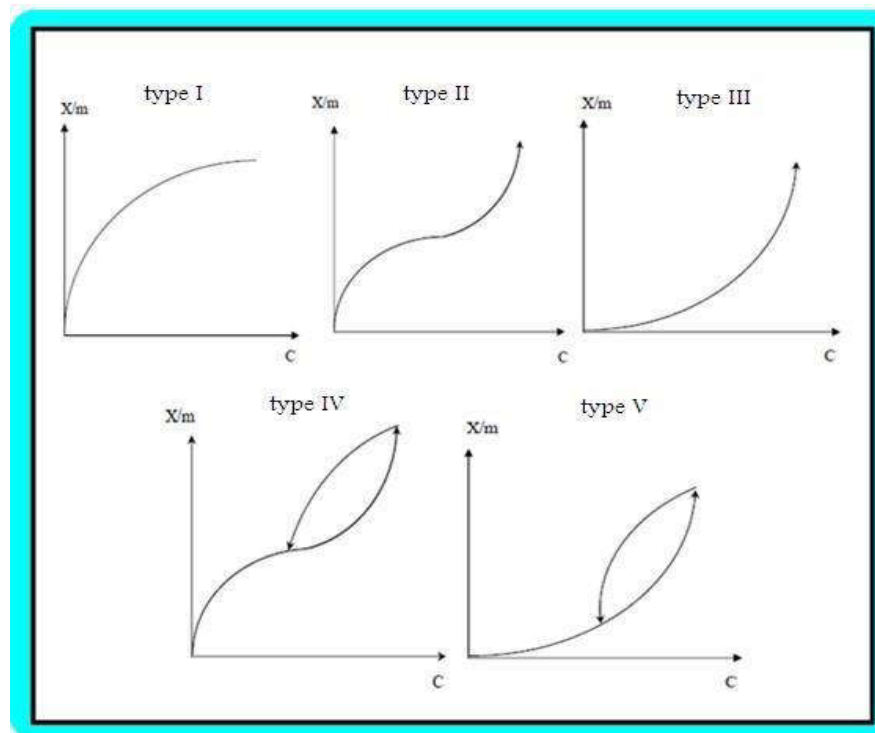 type I
X/m
C
type II
X/m
C
type III
X/m
C
type IV
X/m
C
type V
X/m
C